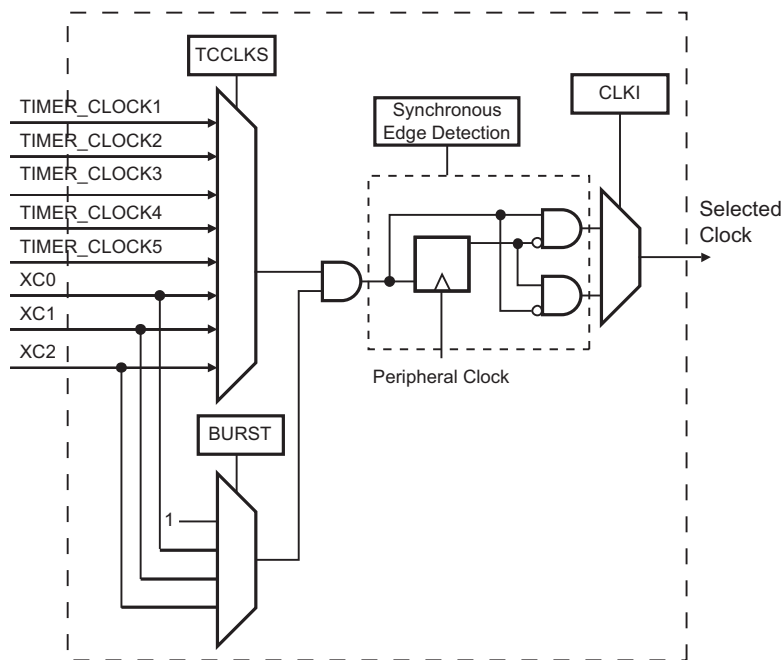 TCCLKS
CLKI
Synchronous
Edge Detection
TIMER_CLOCK1
TIMER_CLOCK2
TIMER_CLOCK3
TIMER_CLOCK4
TIMER_CLOCK5
XC0
XC1
XC2
Selected
Clock
Peripheral Clock
BURST
1